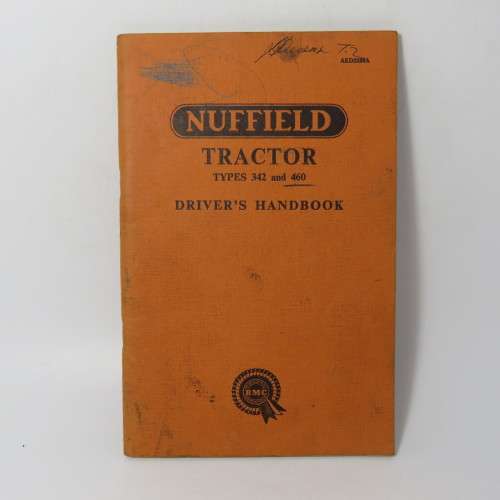 NUFFIELD
TRACTOR
TYPES 342 and 460
DRIVER'S HANDBOOK
BMC